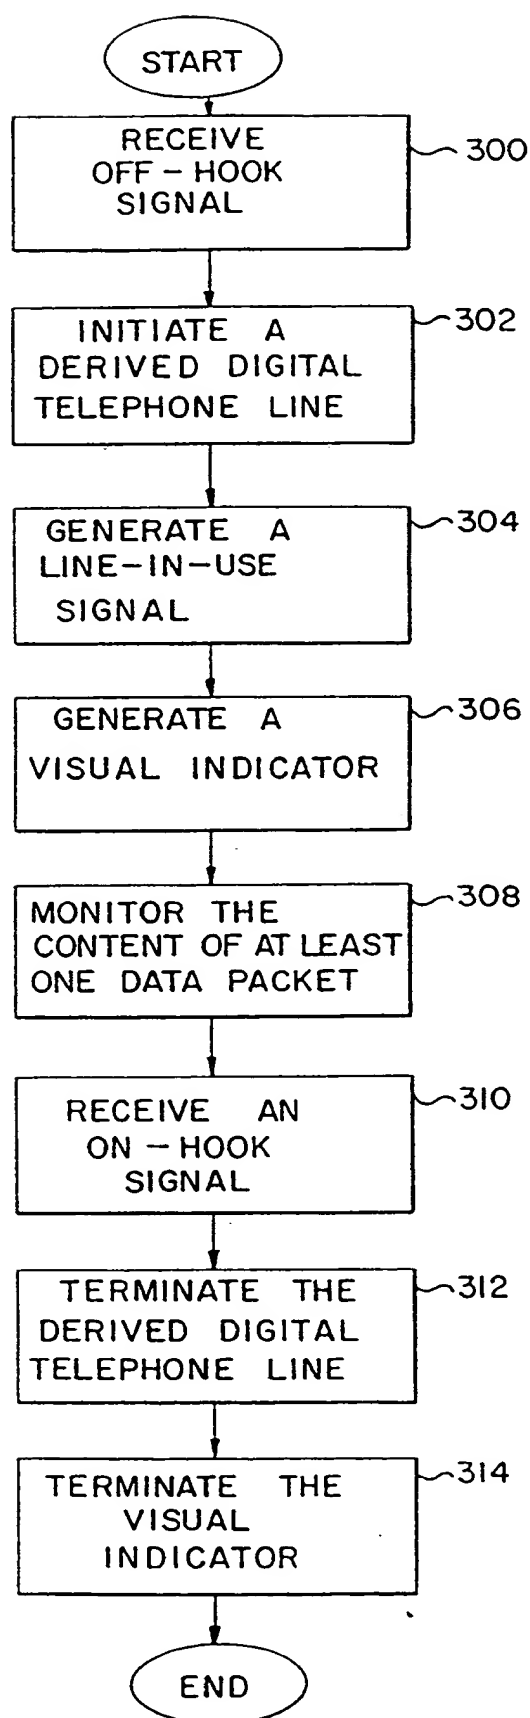 START
RECEIVE
OFF-HOOK
SIGNAL
300
INITIATE A
DERIVED DIGITAL
TELEPHONE LINE
302
GENERATE A
LINE-IN-USE
SIGNAL
304
GENERATE A
VISUAL INDICATOR
306
MONITOR THE
CONTENT OF AT LEAST
ONE DATA PACKET
308
RECEIVE AN
ON-HOOK
SIGNAL
310
TERMINATE THE
DERIVED DIGITAL
TELEPHONE LINE
312
TERMINATE THE
VISUAL
INDICATOR
314
END